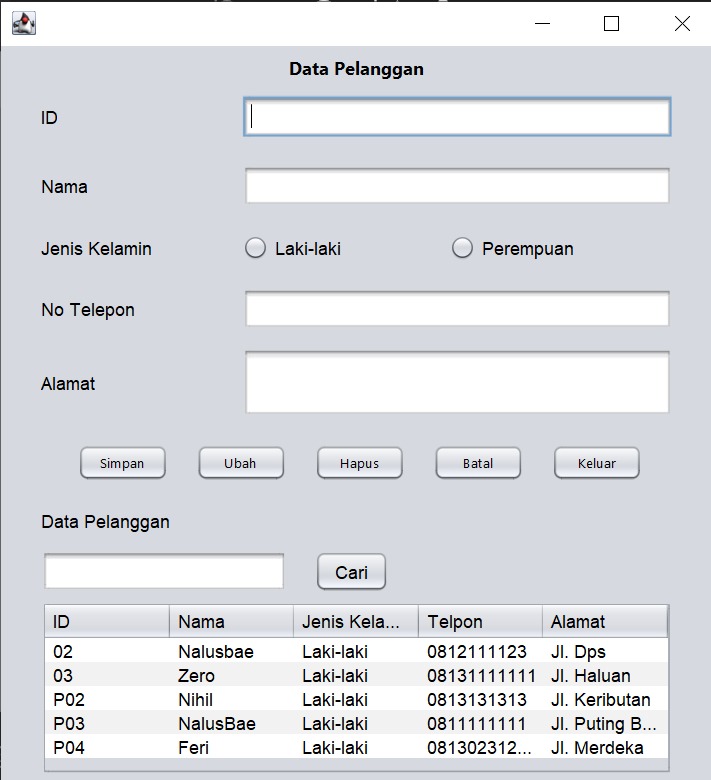 Data Pelanggan
ID
Nama
Jenis Kelamin Laki-laki Perempuan
No Telepon
Alamat
Simpan Ubah Hapus Batal Keluar
Data Pelanggan
Cari
ID Nama Jenis Kela... Telpon Alamat
02 Nalusbae Laki-laki 0812111123 Jl. Dps
03 Zero Laki-laki 08131111111 Jl. Haluan
P02 Nihil Laki-laki 0813131313 Jl. Keributan
P03 NalusBae Laki-laki 0811111111 Jl. Puting B...
P04 Feri Laki-laki 081302312... Jl. Merdeka